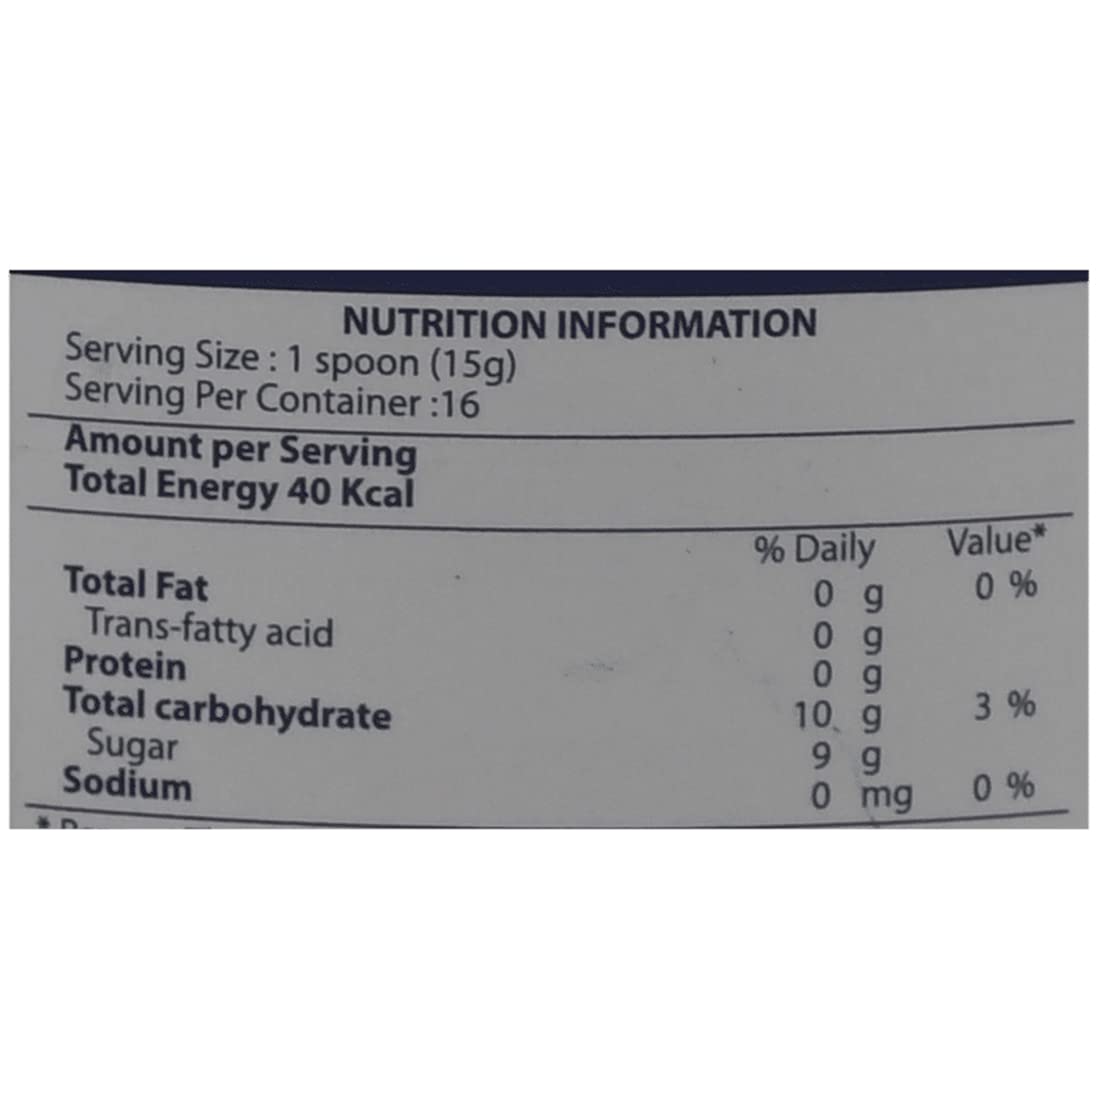 NUTRITION INFORMATION
Serving Size : 1 spoon (15g)
Serving Per Container :16
Amount per Serving
Total Energy 40 Kcal
% Daily Value*
Total Fat 0 g 0 %
Trans-fatty acid 0 g
Protein 0 g
Total carbohydrate 10 g 3 %
Sugar 9 g
Sodium 0 mg 0 %
*